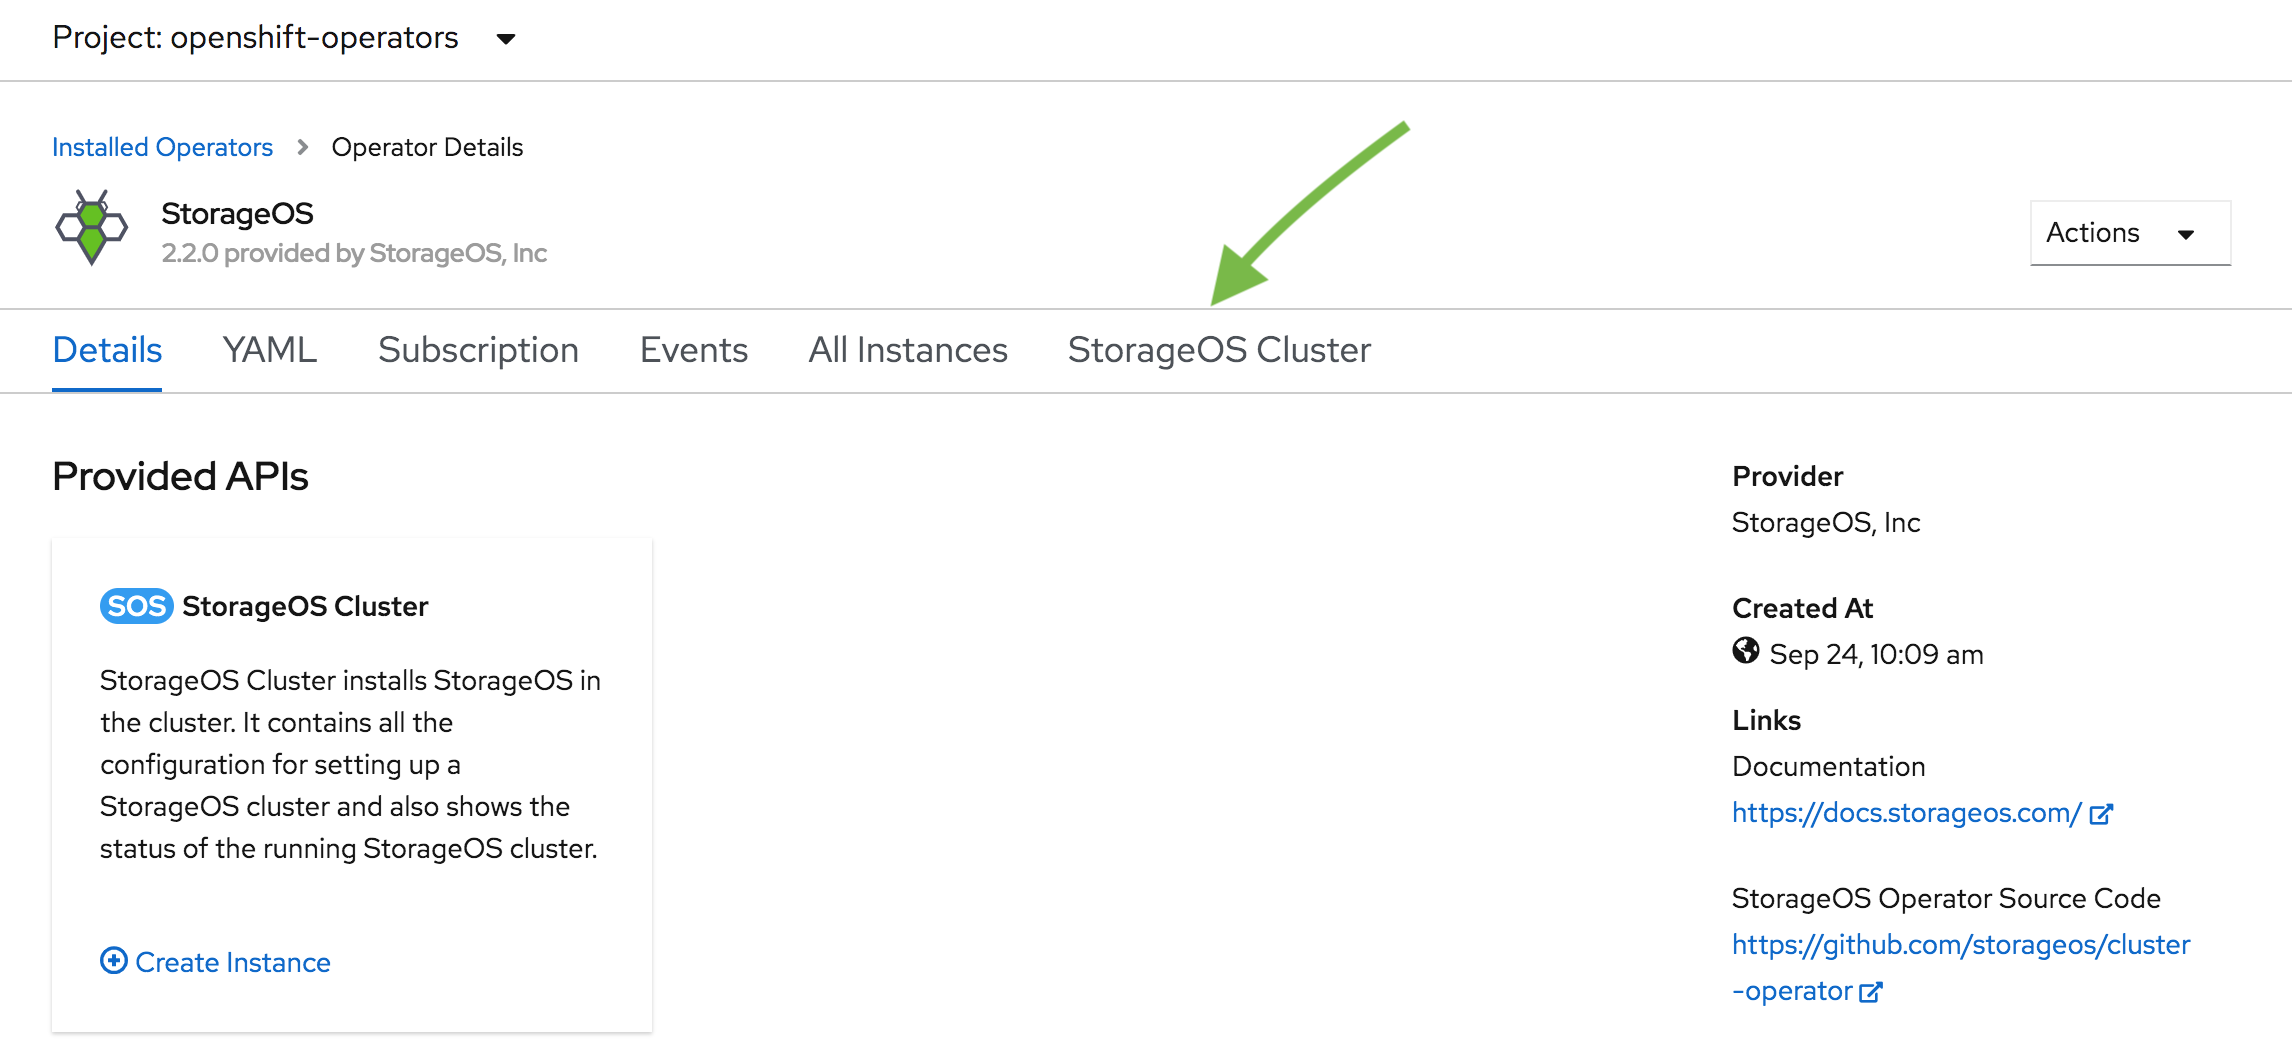 Project: openshift-operators
Installed Operators > Operator Details
StorageOS
2.2.0 provided by StorageOS, Inc
Actions
Details YAML Subscription Events All Instances StorageOS Cluster
Provided APIs
SOS StorageOS Cluster
StorageOS Cluster installs StorageOS in
the cluster. It contains all the
configuration for setting up a
StorageOS cluster and also shows the
status of the running StorageOS cluster.
Create Instance
Provider
StorageOS, Inc
Created At
Sep 24, 10:09 am
Links
Documentation
https://docs.storageos.com/
StorageOS Operator Source Code
https://github.com/storageos/cluster
-operator